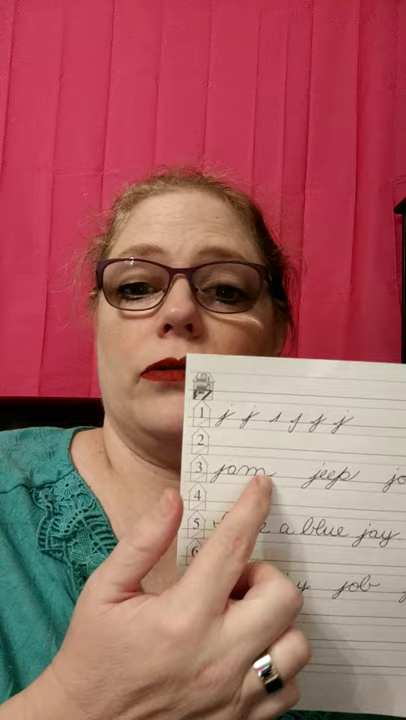 1 j j j j j j
2
3 jam jeep
4
5 a blue jay
6 job